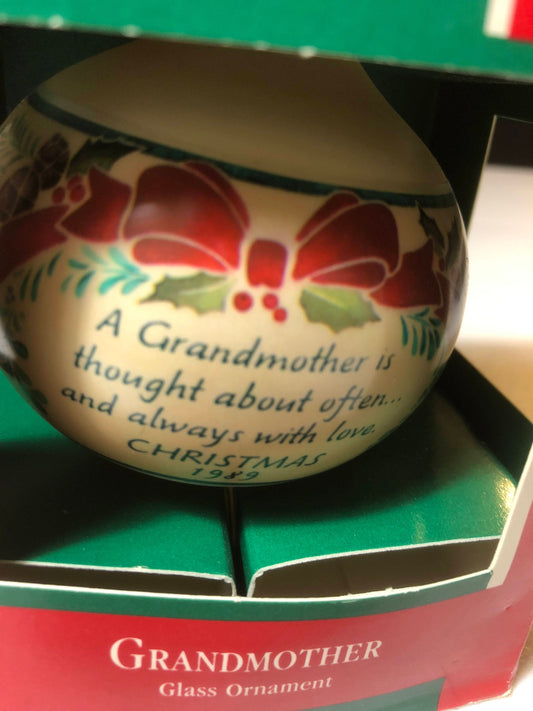 A Grandmother is
thought about often...
and always with love.
CHRISTMAS
1989
GRANDMOTHER
Glass Ornament